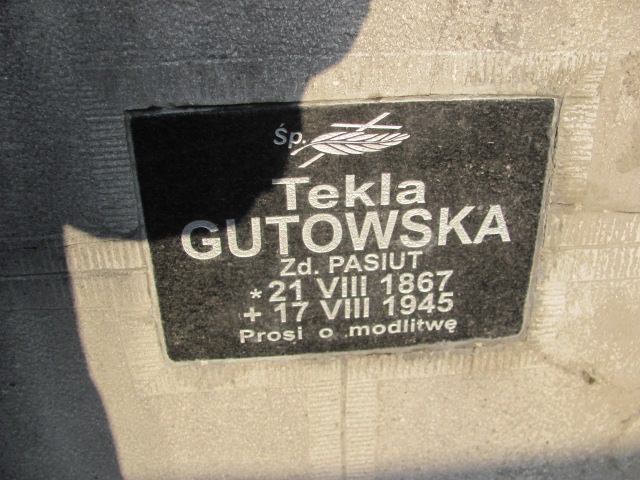 Śp.
Tekla
GUTOWSKA
Zd. PASIUT
* 21 VIII 1867
+ 17 VIII 1945
Prosi o modlitwę